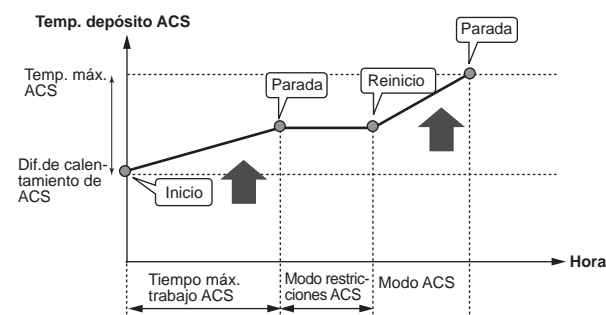 Temp. depósito ACS
Parada
Temp. máx.
ACS
Parada
Reinicio
Dif.de calen-
tamiento de
ACS
Inicio
Hora
Tiempo máx.
trabajo ACS
Modo restric-
ciones ACS
Modo ACS